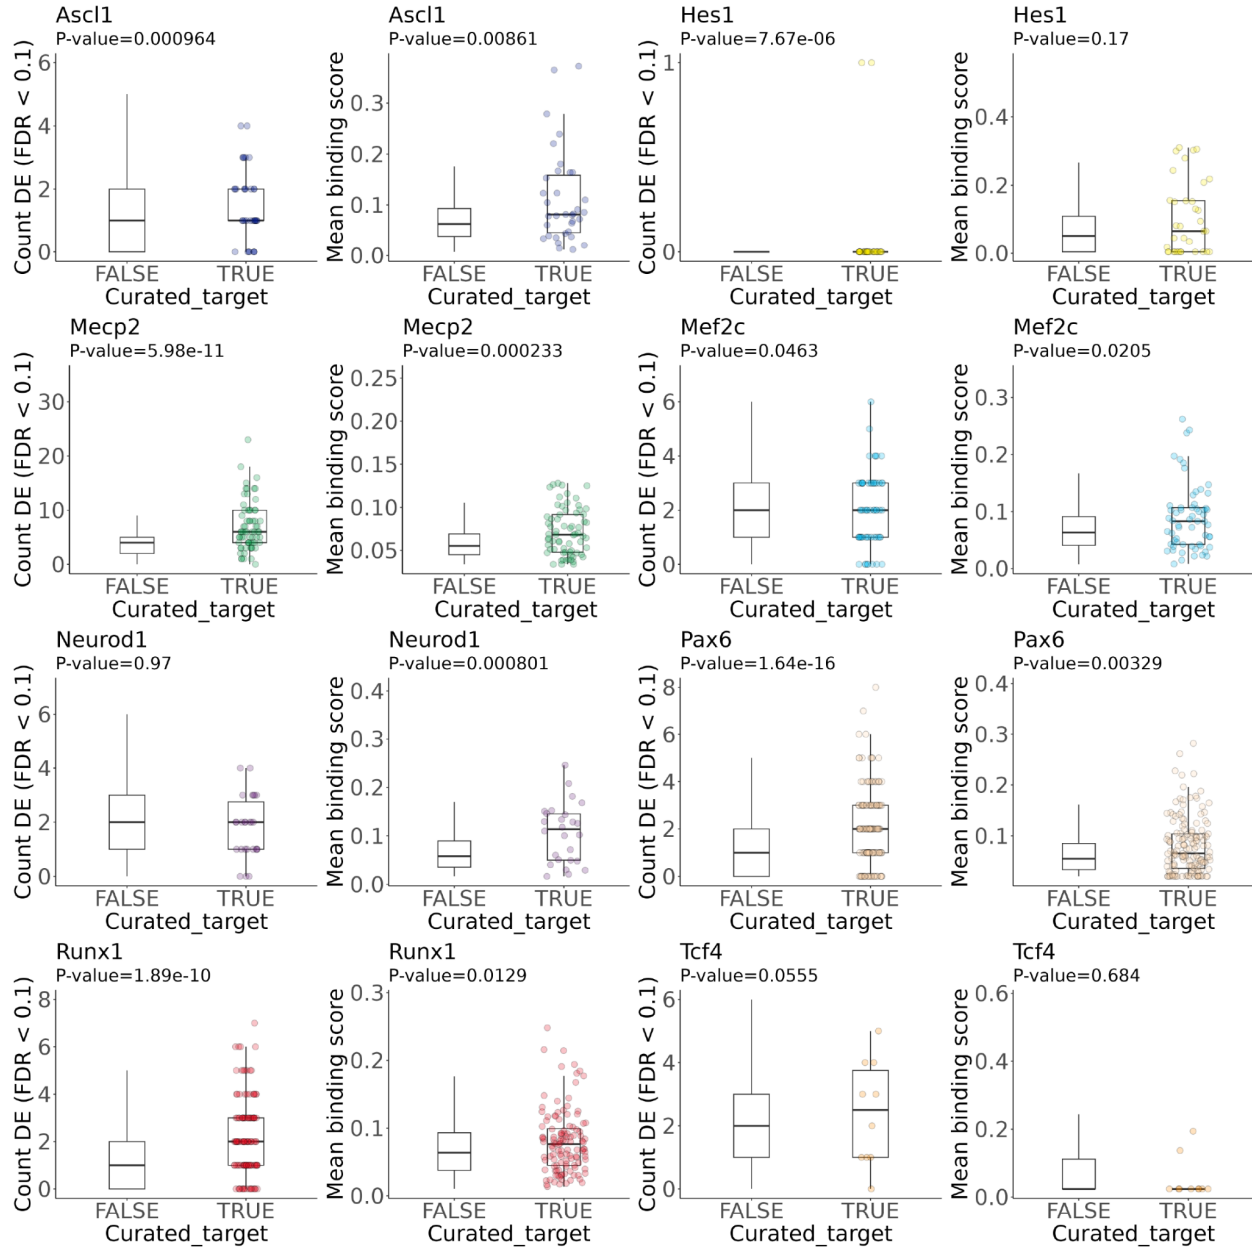 Ascl1
P-value=0.000964
Count DE (FDR < 0.1)
6
4
2
0
FALSE TRUE
Curated_target
Ascl1
P-value=0.00861
Mean binding score
0.3
0.2
0.1
0.0
FALSE TRUE
Curated_target
Hes1
P-value=7.67e-06
Count DE (FDR < 0.1)
1
0
FALSE TRUE
Curated_target
Hes1
P-value=0.17
Mean binding score
0.4
0.2
0.0
FALSE TRUE
Curated_target
Mecp2
P-value=5.98e-11
Count DE (FDR < 0.1)
30
20
10
0
FALSE TRUE
Curated_target
Mecp2
P-value=0.000233
Mean binding score
0.25
0.20
0.15
0.10
0.05
FALSE TRUE
Curated_target
Mef2c
P-value=0.0463
Count DE (FDR < 0.1)
6
4
2
0
FALSE TRUE
Curated_target
Mef2c
P-value=0.0205
Mean binding score
0.3
0.2
0.1
0.0
FALSE TRUE
Curated_target
Neurod1
P-value=0.97
Count DE (FDR < 0.1)
6
4
2
0
FALSE TRUE
Curated_target
Neurod1
P-value=0.000801
Mean binding score
0.4
0.3
0.2
0.1
0.0
FALSE TRUE
Curated_target
Pax6
P-value=1.64e-16
Count DE (FDR < 0.1)
8
6
4
2
0
FALSE TRUE
Curated_target
Pax6
P-value=0.00329
Mean binding score
0.4
0.3
0.2
0.1
FALSE TRUE
Curated_target
Runx1
P-value=1.89e-10
Count DE (FDR < 0.1)
8
6
4
2
0
FALSE TRUE
Curated_target
Runx1
P-value=0.0129
Mean binding score
0.3
0.2
0.1
0.0
FALSE TRUE
Curated_target
Tcf4
P-value=0.0555
Count DE (FDR < 0.1)
6
4
2
0
FALSE TRUE
Curated_target
Tcf4
P-value=0.684
Mean binding score
0.6
0.4
0.2
0.0
FALSE TRUE
Curated_target